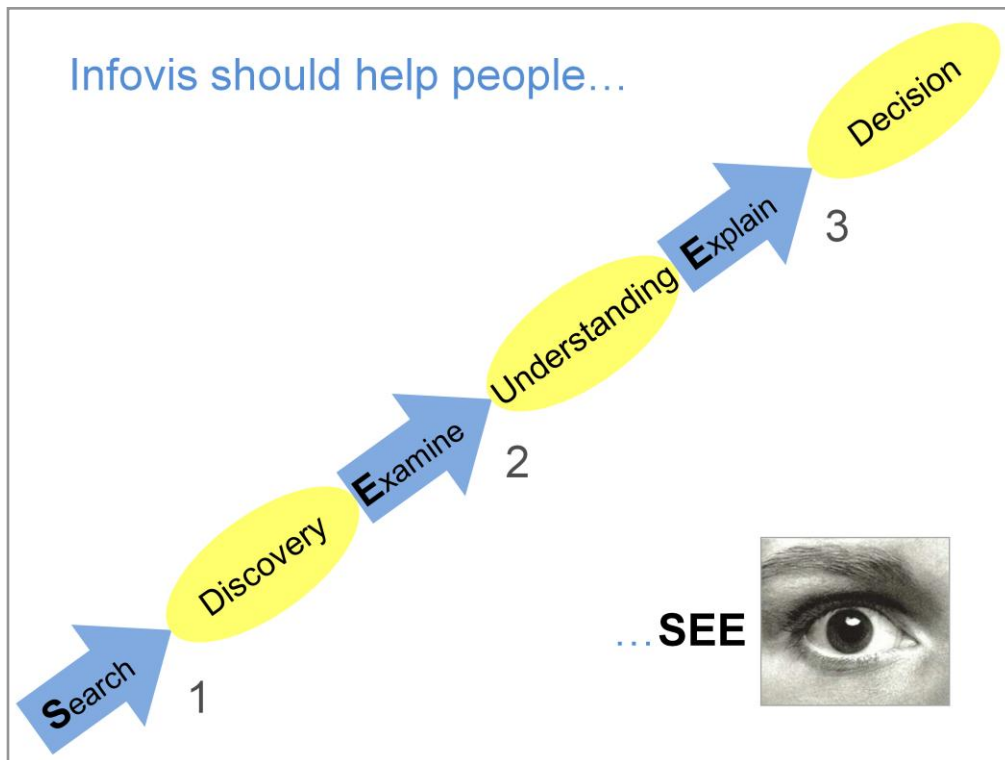 Infovis should help people…
Search
1
Discovery
Examine
2
Understanding
Explain
3
Decision
…SEE